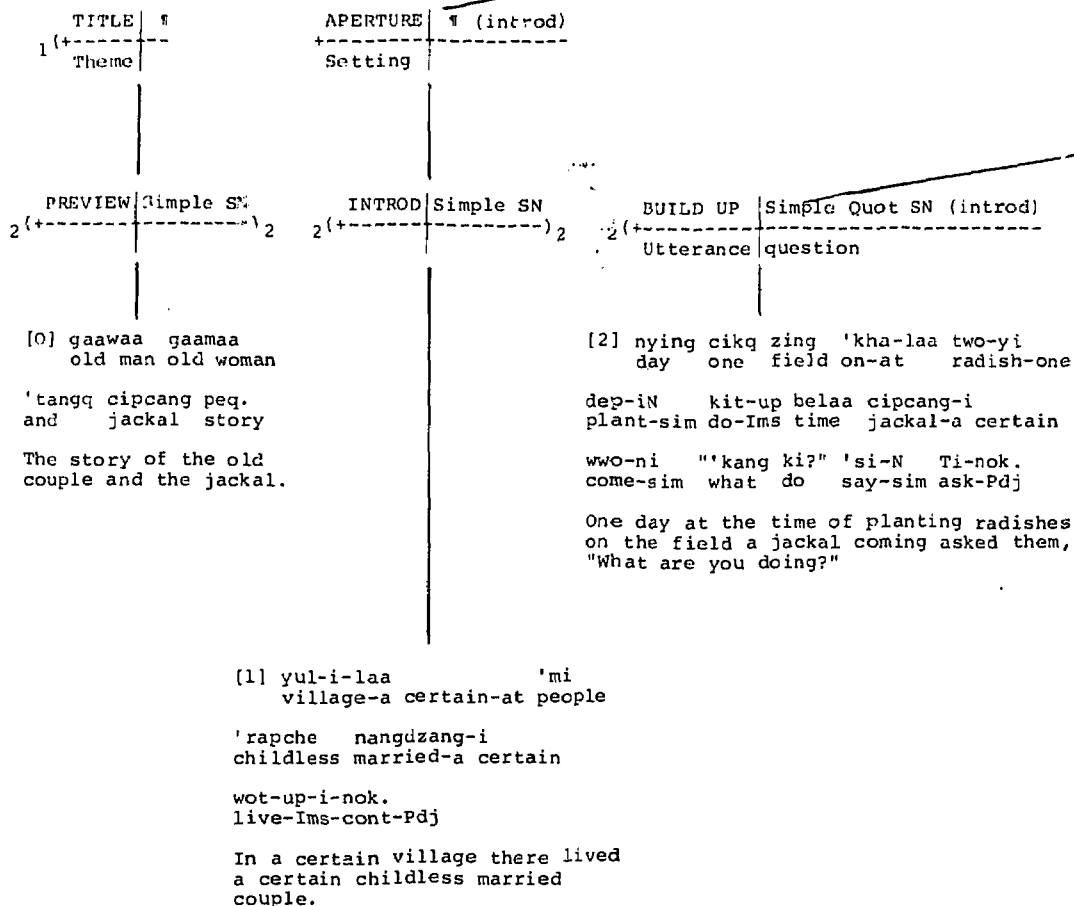 TITLE ¶
1 (+-------
Theme
APERTURE ¶ (introd)
+----------------
Setting
PREVIEW Simple SN
2 (+----------------) 2
INTROD Simple SN
2 (+----------------) 2
BUILD UP Simple Quot SN (introd)
2 (+----------------------------
Utterance question
[0] gaawaa gaamaa
old man old woman
'tangq cipcang peq.
and jackal story
The story of the old
couple and the jackal.
[2] nying cikq zing 'kha-laa two-yi
day one field on-at radish-one
dep-iN kit-up belaa cipcang-i
plant-sim do-Ims time jackal-a certain
wwo-ni "'kang ki?" 'si-N Ti-nok.
come-sim what do say-sim ask-Pdj
One day at the time of planting radishes
on the field a jackal coming asked them,
"What are you doing?"
[1] yul-i-laa 'mi
village-a certain-at people
'rapche nangdzang-i
childless married-a certain
wot-up-i-nok.
live-Ims-cont-Pdj
In a certain village there lived
a certain childless married
couple.